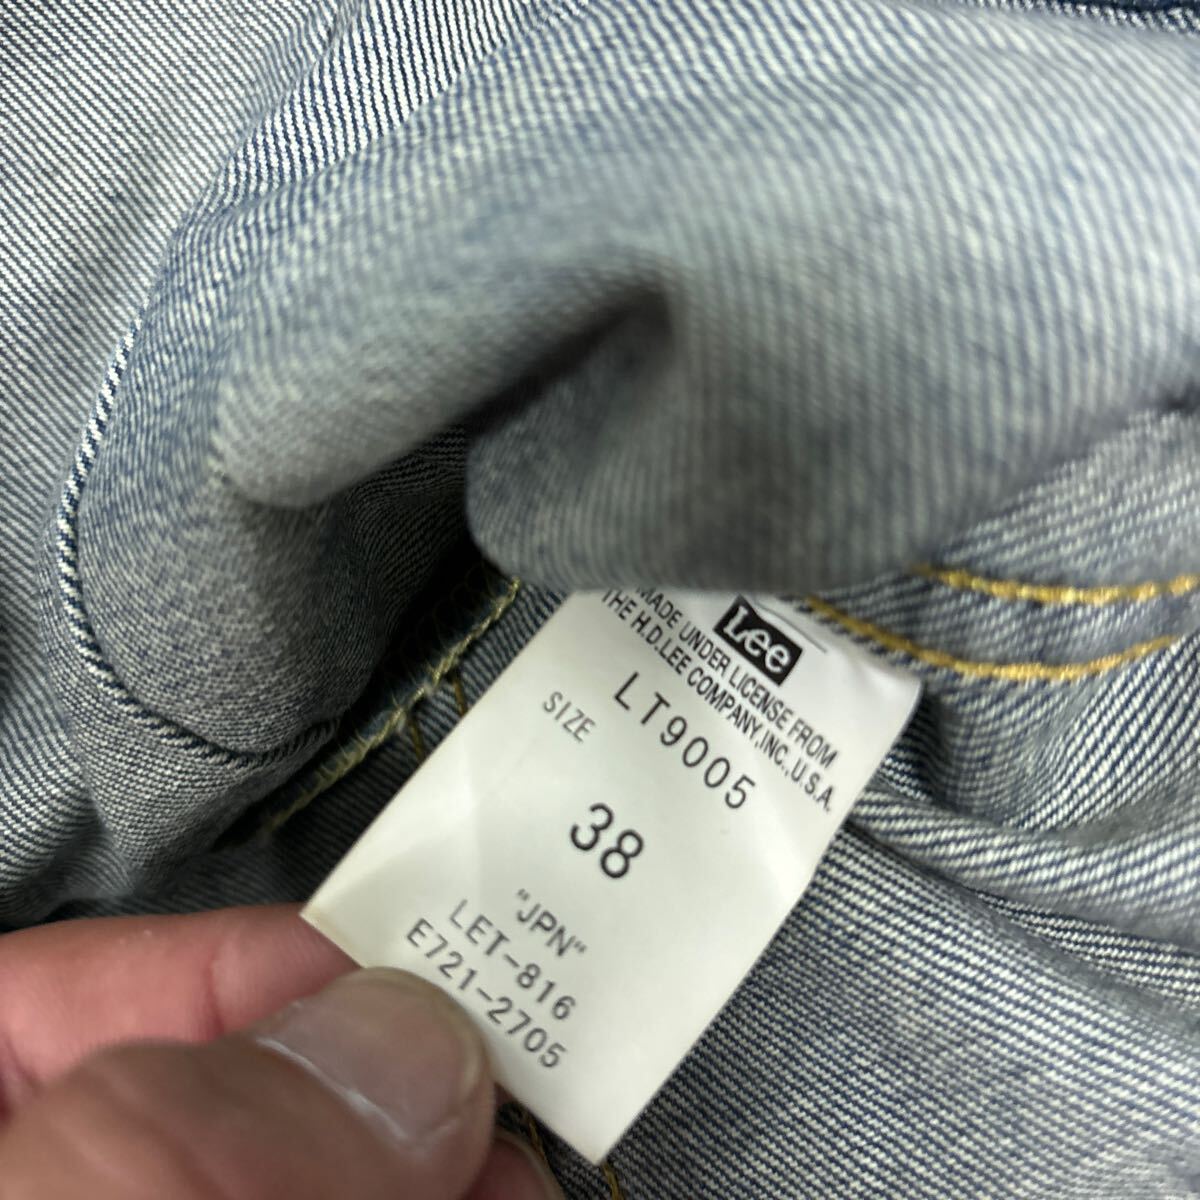 Lee
MADE UNDER LICENSE FROM
THE H.D.LEE COMPANY,INC.,U.S.A.
LT9005
SIZE
38
"JPN"
LET-816
E721-2705